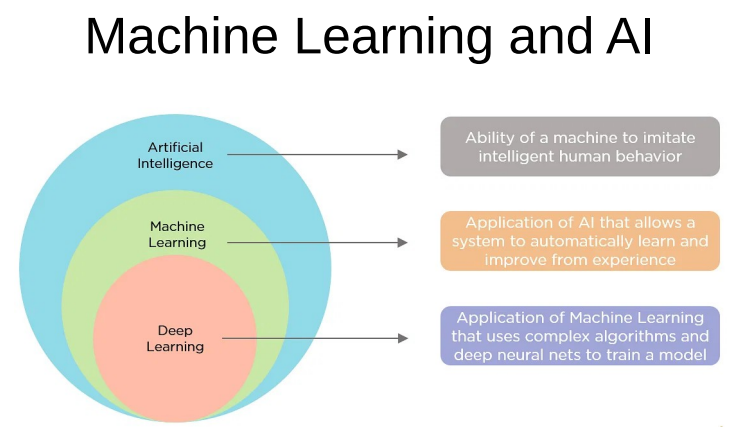 Machine Learning and AI
Artificial
Intelligence
Ability of a machine to imitate
intelligent human behavior
Machine
Learning
Application of AI that allows a
system to automatically learn and
improve from experience
Deep
Learning
Application of Machine Learning
that uses complex algorithms and
deep neural nets to train a model